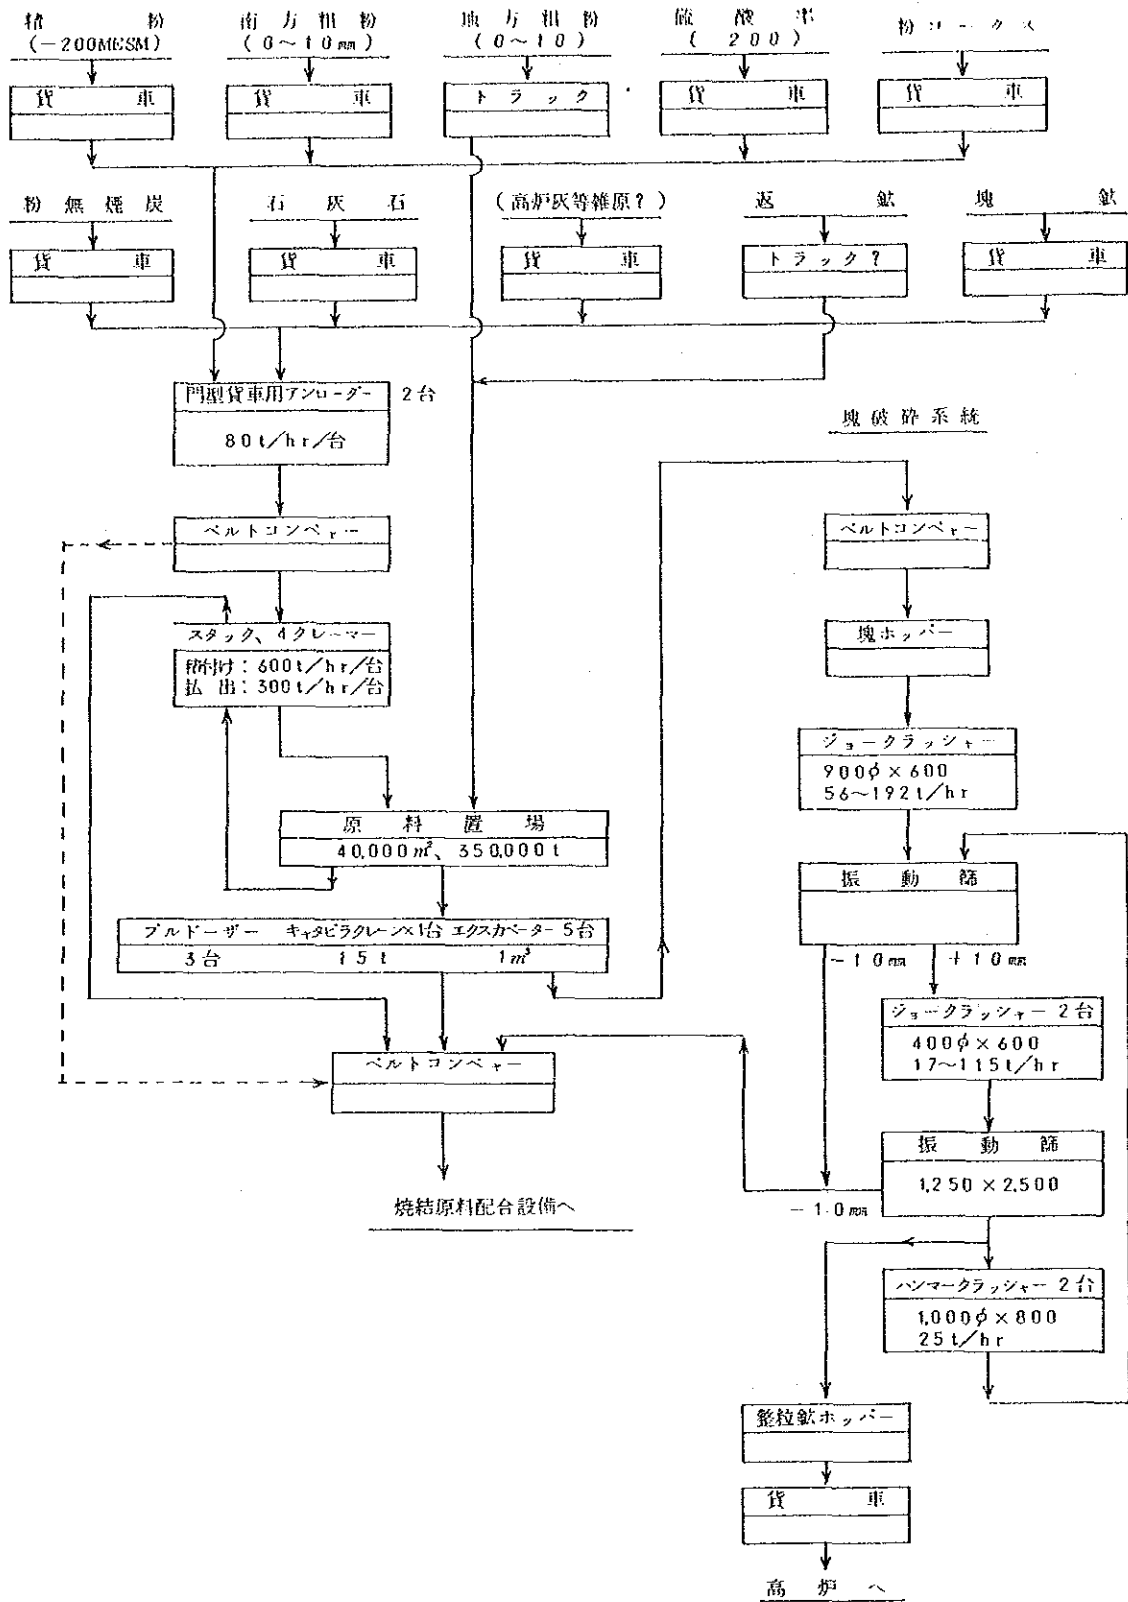 精 粉
(-200MESM)
南 方 粗 粉
(0～10㎜)
地 方 粗 粉
(0～10)
硫 酸 滓
( 200)
粉 コ ー ク ス
貨 車
貨 車
ト ラ ッ ク
貨 車
貨 車
粉 無 煙 炭
石 灰 石
(高炉灰等雑原?)
返 鉱
塊 鉱
貨 車
貨 車
貨 車
ト ラ ッ ク ?
貨 車
門型貨車用アンローダー 2台
80t/hr/台
塊 破 砕 系 統
ベルトコンベヤー
ベルトコンベヤー
スタック、4クレーマー
積付け:600t/hr/台
払 出:300t/hr/台
塊ホッパー
ジョークラッシャー
900φ×600
56～192t/hr
原 料 置 場
40,000m²、350,000t
振 動 篩
-10㎜ +10㎜
ブルドーザー キャタピラクレーン×1台 エクスカベーター 5台
3台 15t 1m³
ジョークラッシャー 2台
400φ×600
17～115t/hr
ベルトコンベヤー
振 動 篩
1,250×2,500
-10㎜
焼結原料配合設備へ
ハンマークラッシャー 2台
1,000φ×800
25t/hr
整粒鉱ホッパー
貨 車
高 炉 へ